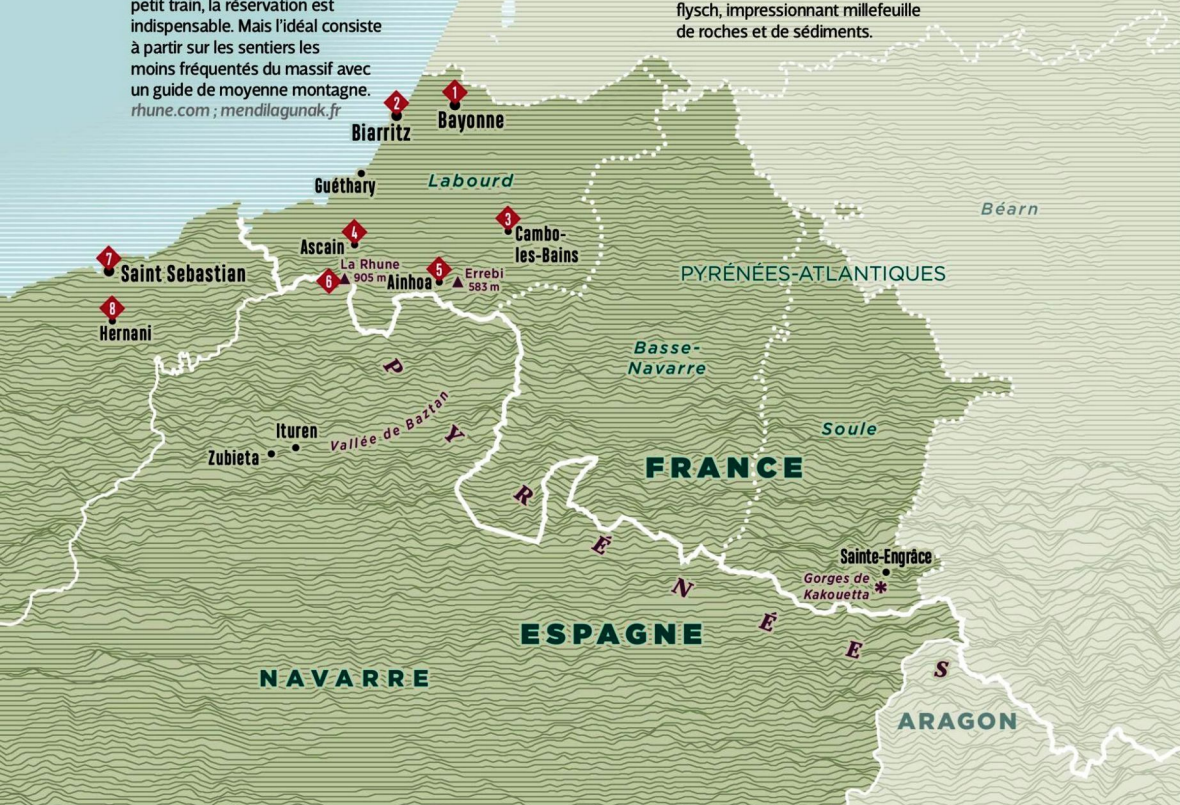 petit train, la réservation est
indispensable. Mais l'idéal consiste
à partir sur les sentiers les
moins fréquentés du massif avec
un guide de moyenne montagne.
rhune.com ; mendilagunak.fr
flysch, impressionnant millefeuille
de roches et de sédiments.
1
Bayonne
2
Biarritz
Guéthary
Labourd
Béarn
3
Cambo-
les-Bains
4
Ascain
La Rhune
905 m
5
Ainhoa
Errebi
583 m
6
7
Saint Sebastian
8
Hernani
PYRÉNÉES-ATLANTIQUES
Basse-
Navarre
Ituren
Zubieta
Vallée de Baztan
Soule
FRANCE
PYRÉNÉES
Sainte-Engrâce
Gorges de
Kakouetta
ESPAGNE
NAVARRE
ARAGON